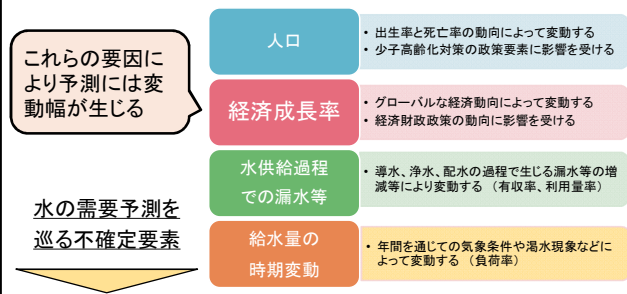 これらの要因に
より予測には変
動幅が生じる
水の需要予測を
巡る不確定要素
人口
• 出生率と死亡率の動向によって変動する
• 少子高齢化対策の政策要素に影響を受ける
経済成長率
• グローバルな経済動向によって変動する
• 経済財政政策の動向に影響を受ける
水供給過程
での漏水等
• 導水、浄水、配水の過程で生じる漏水等の増
減等により変動する （有収率、利用量率）
給水量の
時期変動
• 年間を通じての気象条件や渇水現象などに
よって変動する （負荷率）